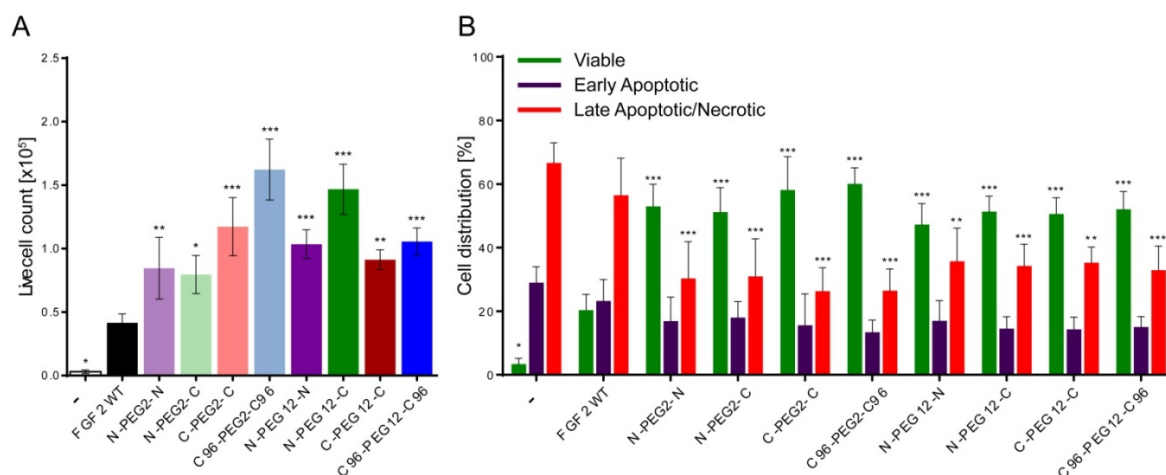 A
Livecell count [x10⁵]
2.5
2.0
1.5
1.0
0.5
0.0
*
**
*
***
***
***
***
**
***
-
FGF2 WT
N-PEG2-N
N-PEG2-C
C-PEG2-C
C96-PEG2-C96
N-PEG12-N
N-PEG12-C
C-PEG12-C
C96-PEG12-C96
B
Cell distribution [%]
100
80
60
40
20
0
Viable
Early Apoptotic
Late Apoptotic/Necrotic
*
***
***
***
***
***
***
***
***
***
***
***
***
**
***
**
***
-
FGF2 WT
N-PEG2-N
N-PEG2-C
C-PEG2-C
C96-PEG2-C96
N-PEG12-N
N-PEG12-C
C-PEG12-C
C96-PEG12-C96